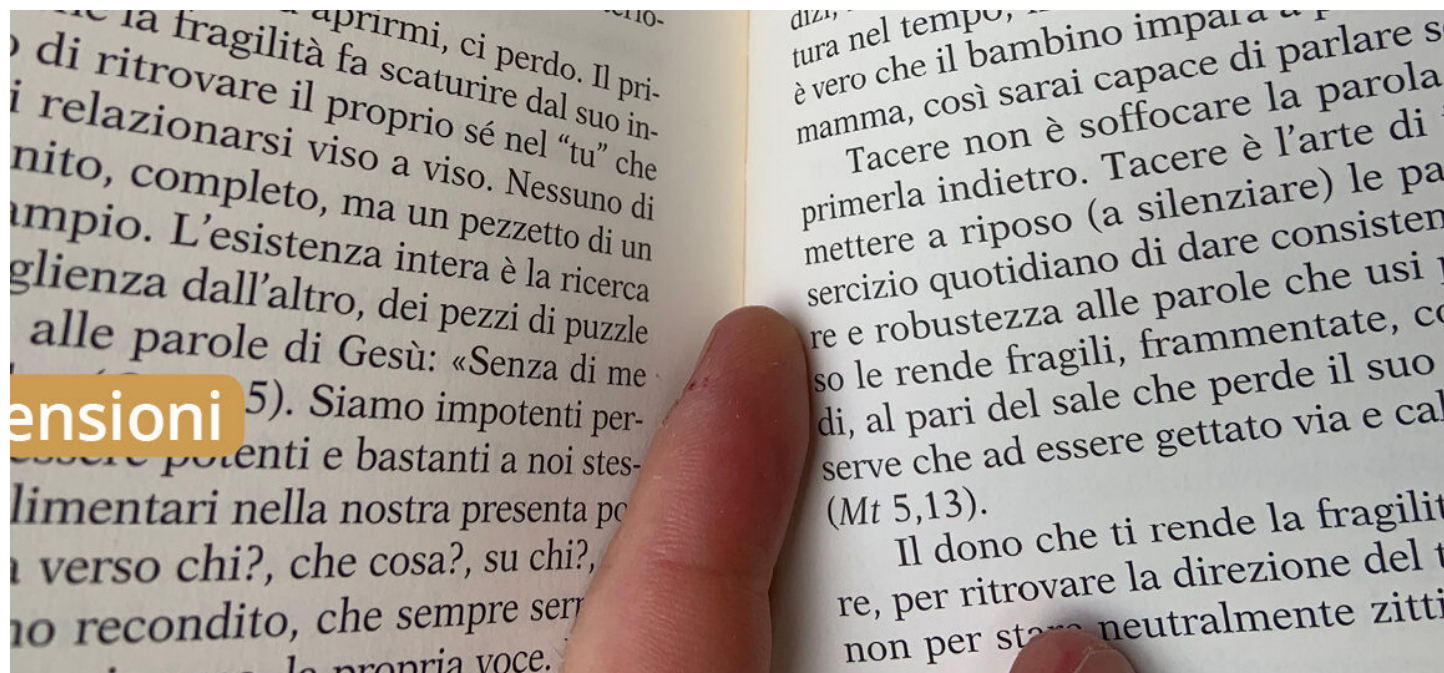 aprirmi, ci perdo. Il pri-
la fragilità fa scaturire dal suo in-
di ritrovare il proprio sé nel “tu” che
i relazionarsi viso a viso. Nessuno di
nito, completo, ma un pezzetto di un
ampio. L’esistenza intera è la ricerca
glienza dall’altro, dei pezzi di puzzle
alle parole di Gesù: «Senza di me
5). Siamo impotenti per-
ensioni
potenti e bastanti a noi stes-
limentari nella nostra presenta
verso chi?, che cosa?, su chi?,
recondito, che sempre
la propria voce.
tura nel tempo,
è vero che il bambino impara a
mamma, così sarai capace di parlare
Tacere non è soffocare la parola
primerla indietro. Tacere è l’arte di
mettere a riposo (a silenziare) le pa
sercizio quotidiano di dare consisten
re e robustezza alle parole che usi
so le rende fragili, frammentate,
di, al pari del sale che perde il suo
serve che ad essere gettato via e cal
(Mt 5,13).
Il dono che ti rende la fragilit
re, per ritrovare la direzione del
non per stare neutralmente zitti